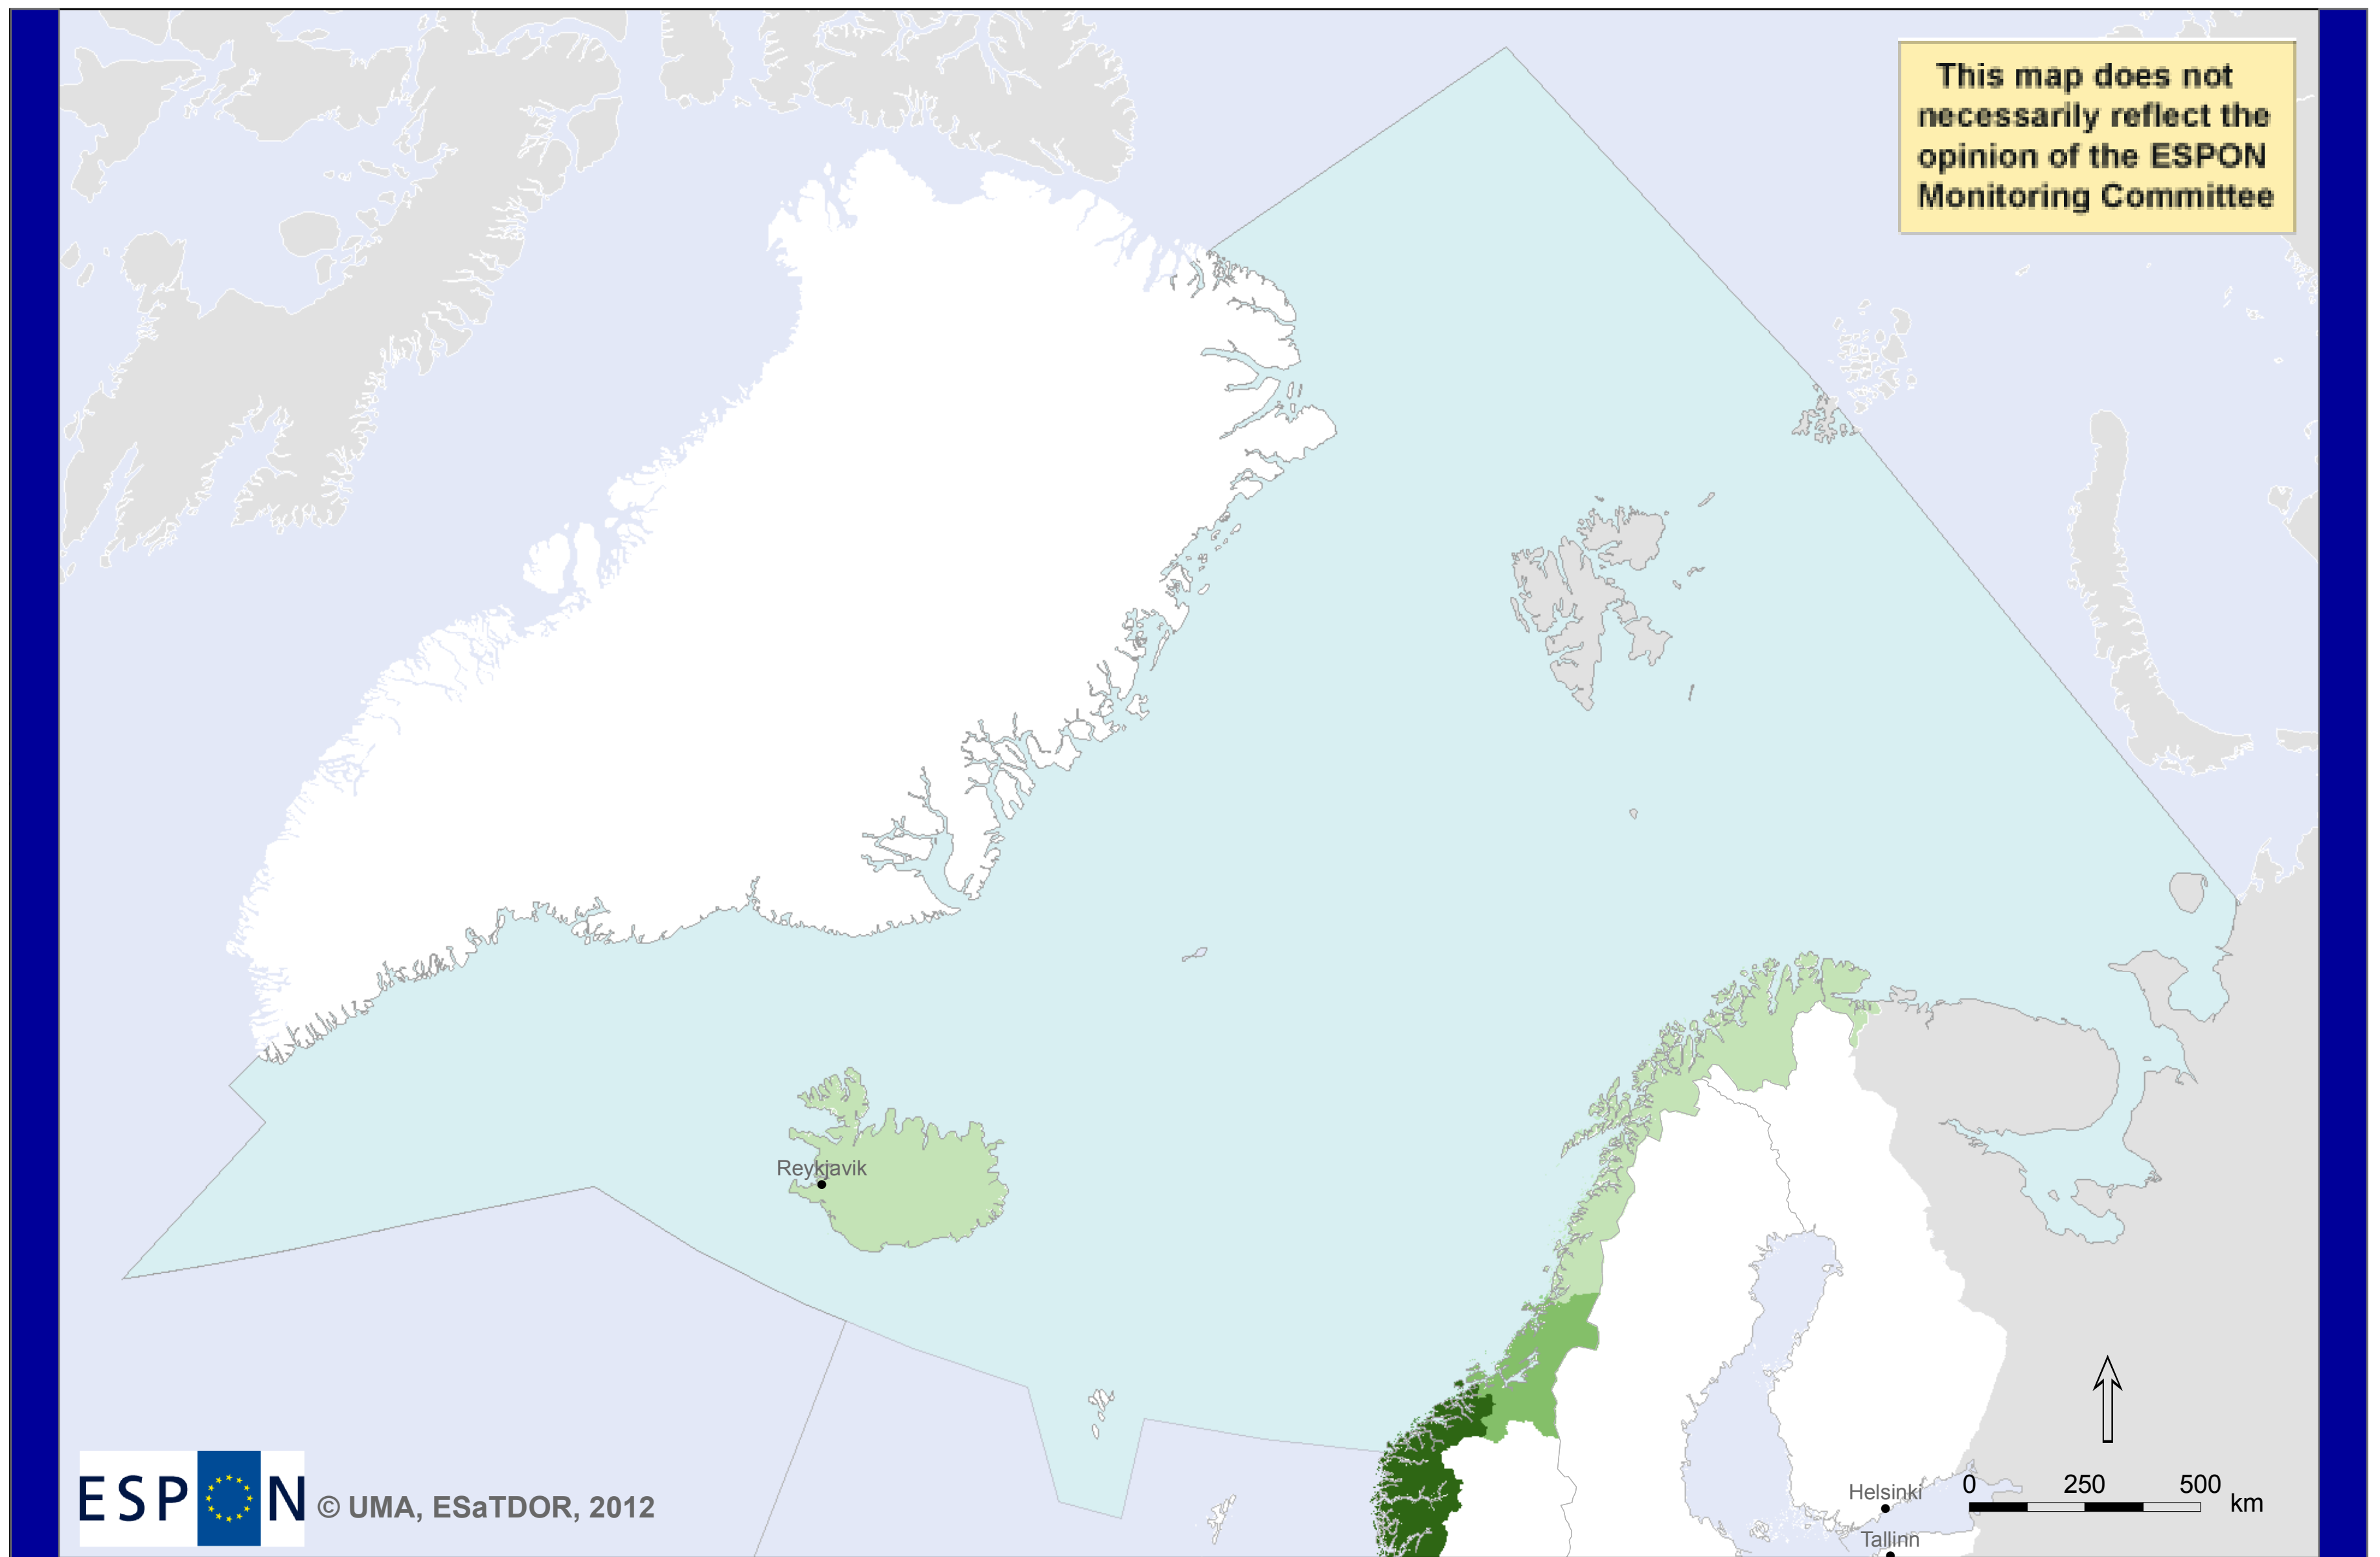 This map does not
necessarily reflect the
opinion of the ESPON
Monitoring Committee
Reykjavik
Helsinki
Tallinn
0 250 500
km
ESPON © UMA, ESaTDOR, 2012